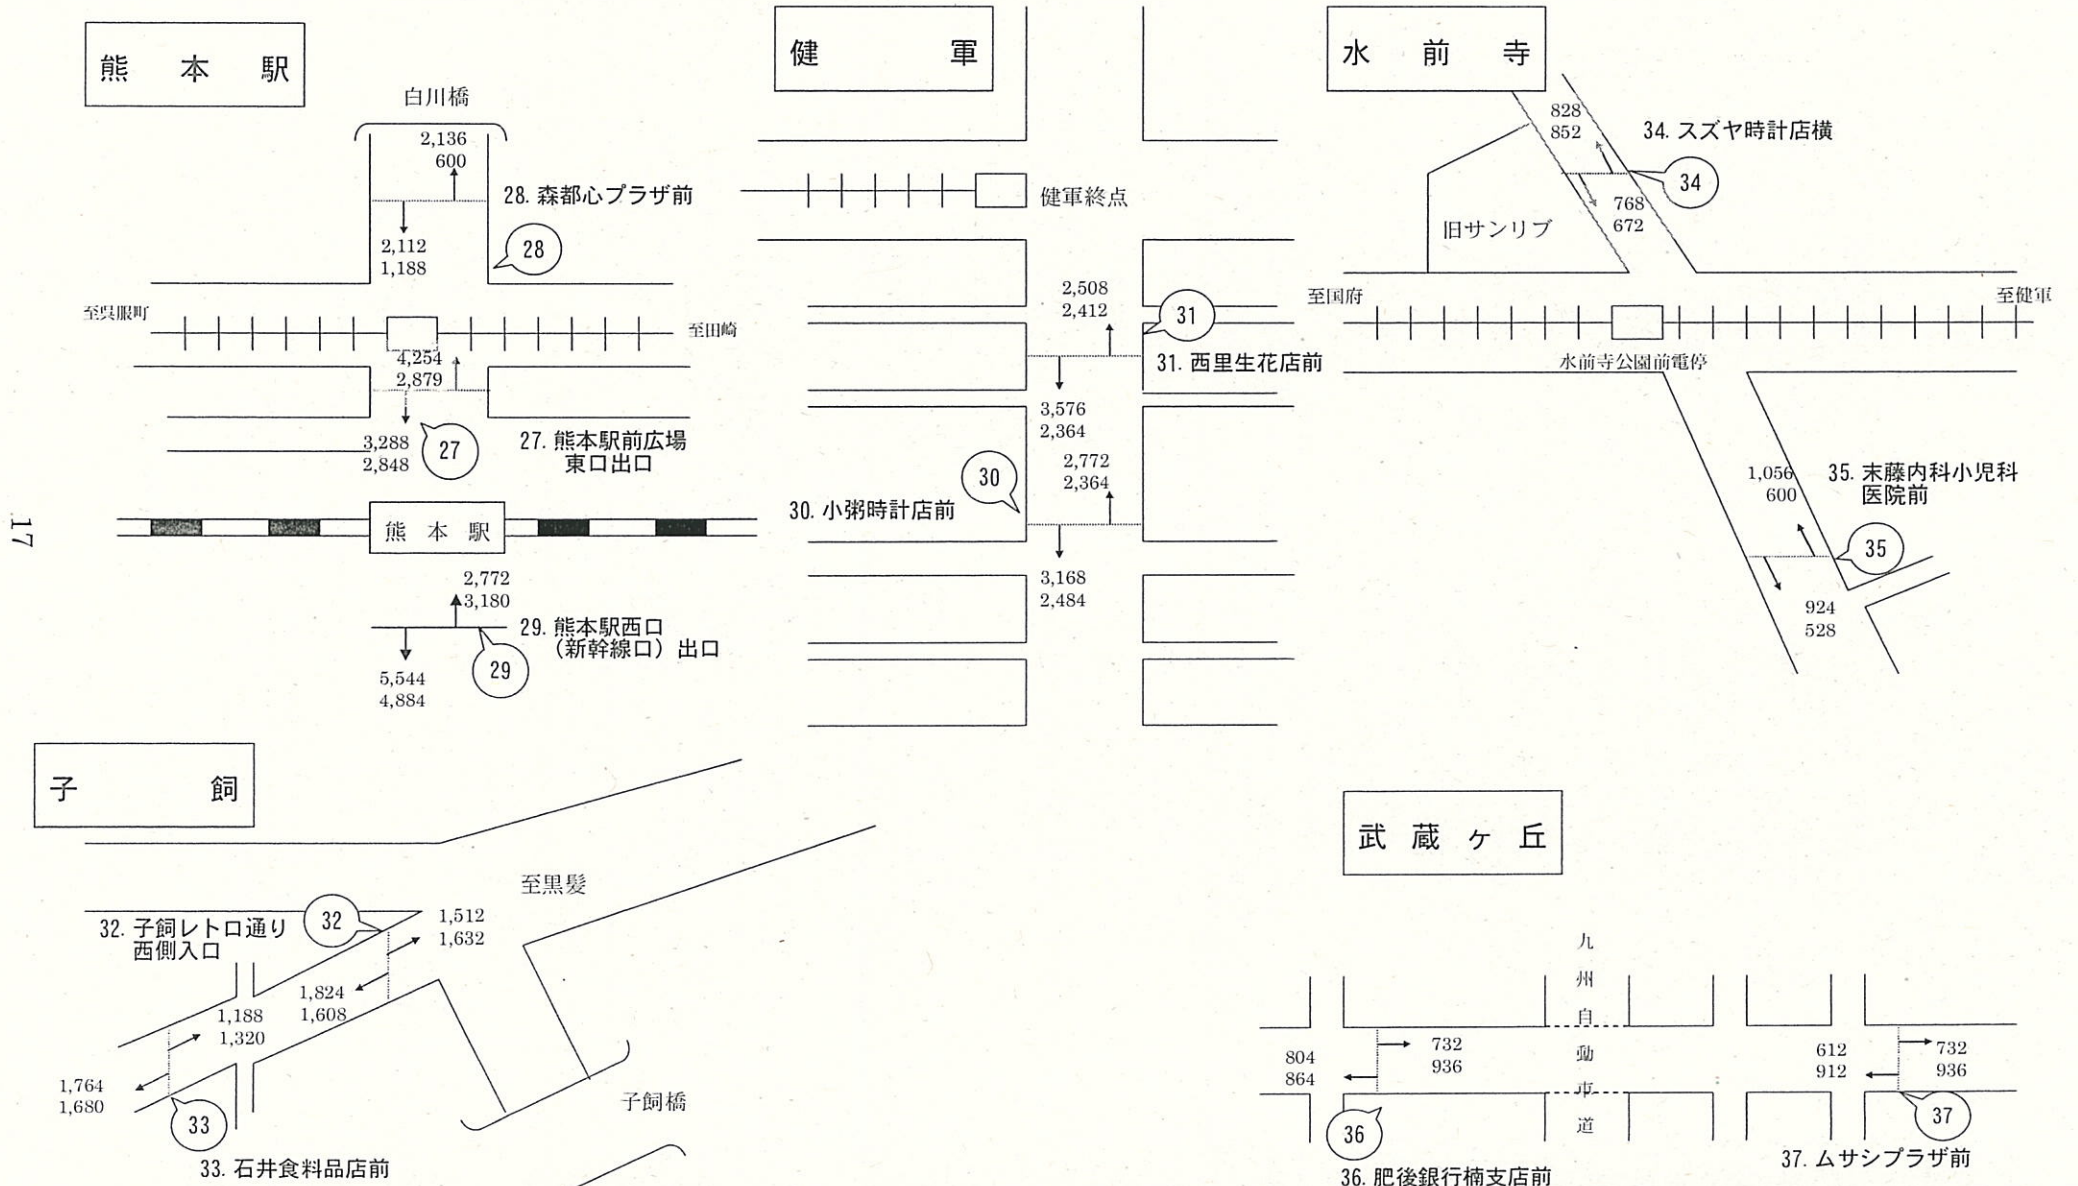 熊本駅
白川橋
2,136
600
28. 森都心プラザ前
2,112
1,188
28
至呉服町
至田崎
4,254
2,879
3,288
2,848
27
27. 熊本駅前広場
東口出口
熊本駅
2,772
3,180
29. 熊本駅西口
(新幹線口) 出口
29
5,544
4,884
健軍
健軍終点
2,508
2,412
31
31. 西里生花店前
3,576
2,364
2,772
2,364
30
30. 小粥時計店前
3,168
2,484
水前寺
828
852
34. スズヤ時計店横
34
768
672
旧サンリブ
至国府
至健軍
水前寺公園前電停
1,056
600
35. 末藤内科小児科
医院前
35
924
528
17
子飼
至黒髪
32
32. 子飼レトロ通り
西側入口
1,512
1,632
1,824
1,608
1,188
1,320
1,764
1,680
33
33. 石井食料品店前
子飼橋
武蔵ヶ丘
九州自動車道
804
864
732
936
612
912
732
936
36
36. 肥後銀行楠支店前
37
37. ムサシプラザ前